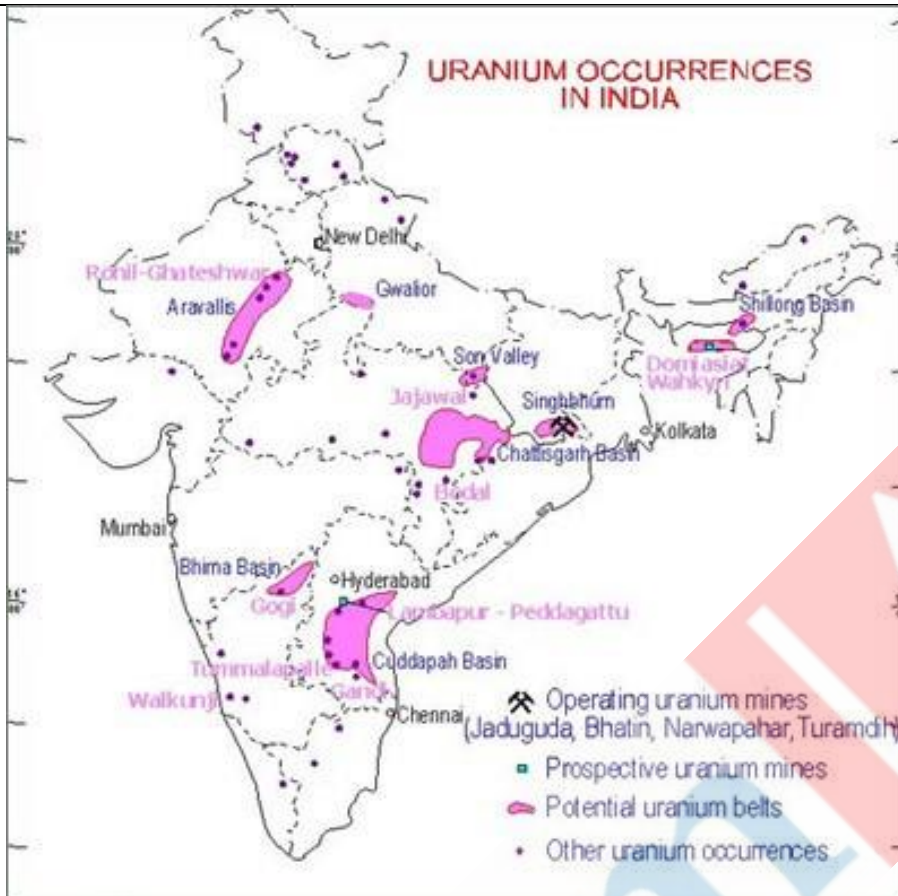 URANIUM OCCURRENCES
IN INDIA
New Delhi
Rohil-Ghateshwar
Aravallis
Gwalior
Shillong Basin
Domiasiat
Wahkyn
Son Valley
Jajawal
Singhbhum
Kolkata
Chattisgarh Basin
Bodal
Mumbai
Bhima Basin
Hyderabad
Gogi
Lambapur - Peddagattu
Tummalapalle
Cuddapah Basin
Gandi
Walkunji
Chennai
Operating uranium mines
(Jaduguda, Bhatin, Narwapahar, Turamdih)
Prospective uranium mines
Potential uranium belts
Other uranium occurrences